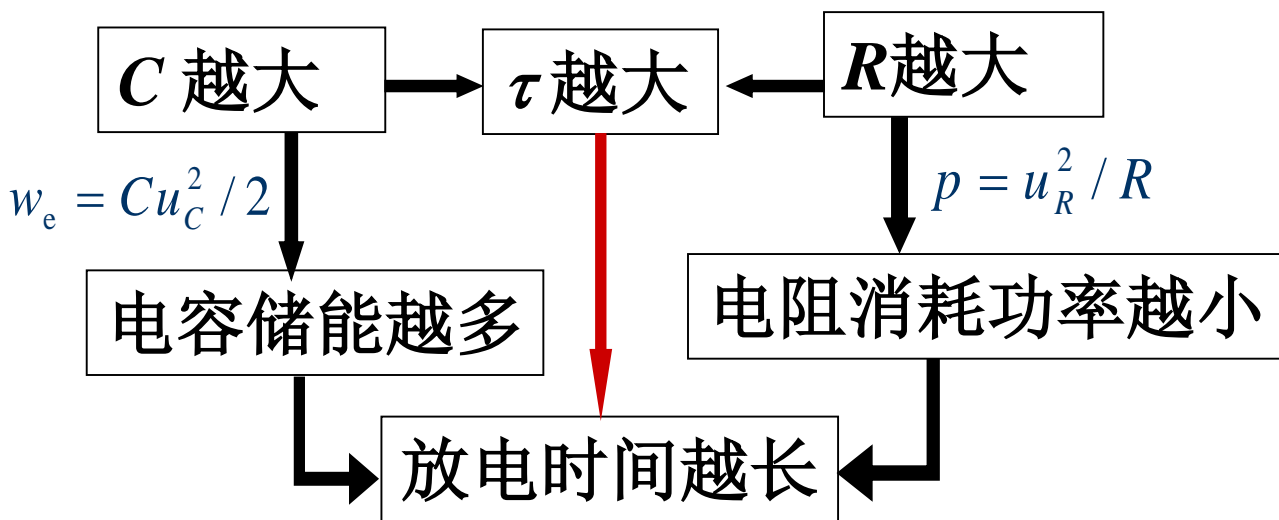 C 越大
τ 越大
R越大
w_e = Cu_C^2 / 2
p = u_R^2 / R
电容储能越多
电阻消耗功率越小
放电时间越长